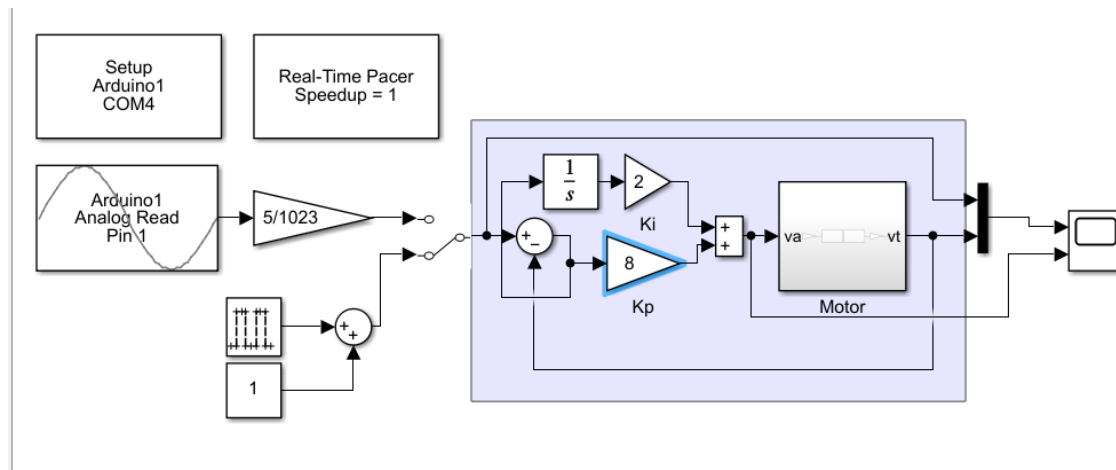 Setup
Arduino1
COM4
Real-Time Pacer
Speedup = 1
Arduino1
Analog Read
Pin 1
5/1023
1
s
2
Ki
+
−
8
Kp
+
+
va
vt
Motor
+
+
1